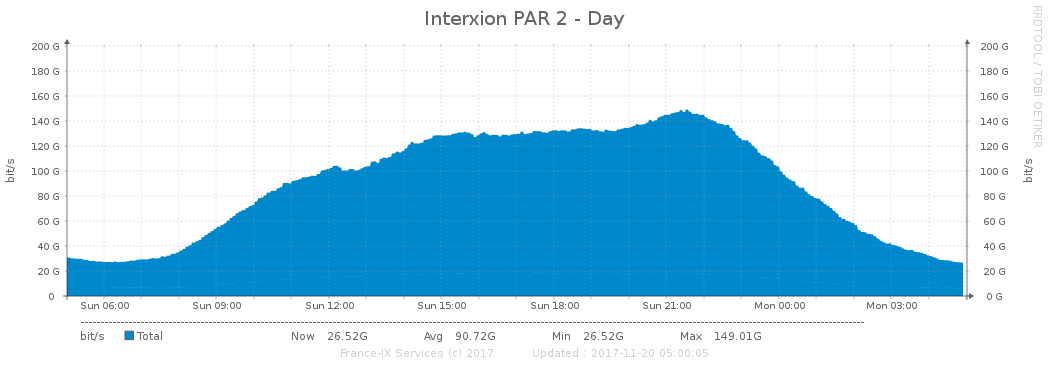 Interxion PAR 2 - Day
RRDTOOL / TOBI OETIKER
200 G 200 G
180 G 180 G
160 G 160 G
140 G 140 G
120 G 120 G
100 G 100 G
80 G 80 G
60 G 60 G
40 G 40 G
20 G 20 G
0 0 G
bit/s bit/s
Sun 06:00 Sun 09:00 Sun 12:00 Sun 15:00 Sun 18:00 Sun 21:00 Mon 00:00 Mon 03:00
bit/s Total Now 26.52G Avg 90.72G Min 26.52G Max 149.01G
France-IX Services (c) 2017 Updated : 2017-11-20 05:00:05